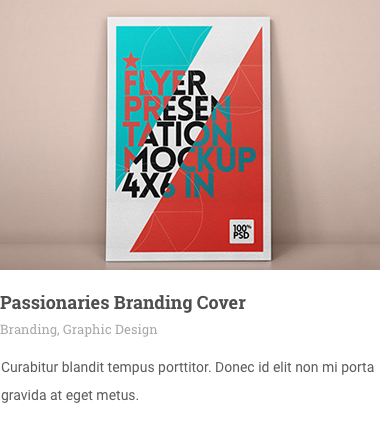 FLYER
PRESEN
TATION
MOCKUP
4X6 IN
100%
PSD
Passionaries Branding Cover
Branding, Graphic Design
Curabitur blandit tempus porttitor. Donec id elit non mi porta
gravida at eget metus.